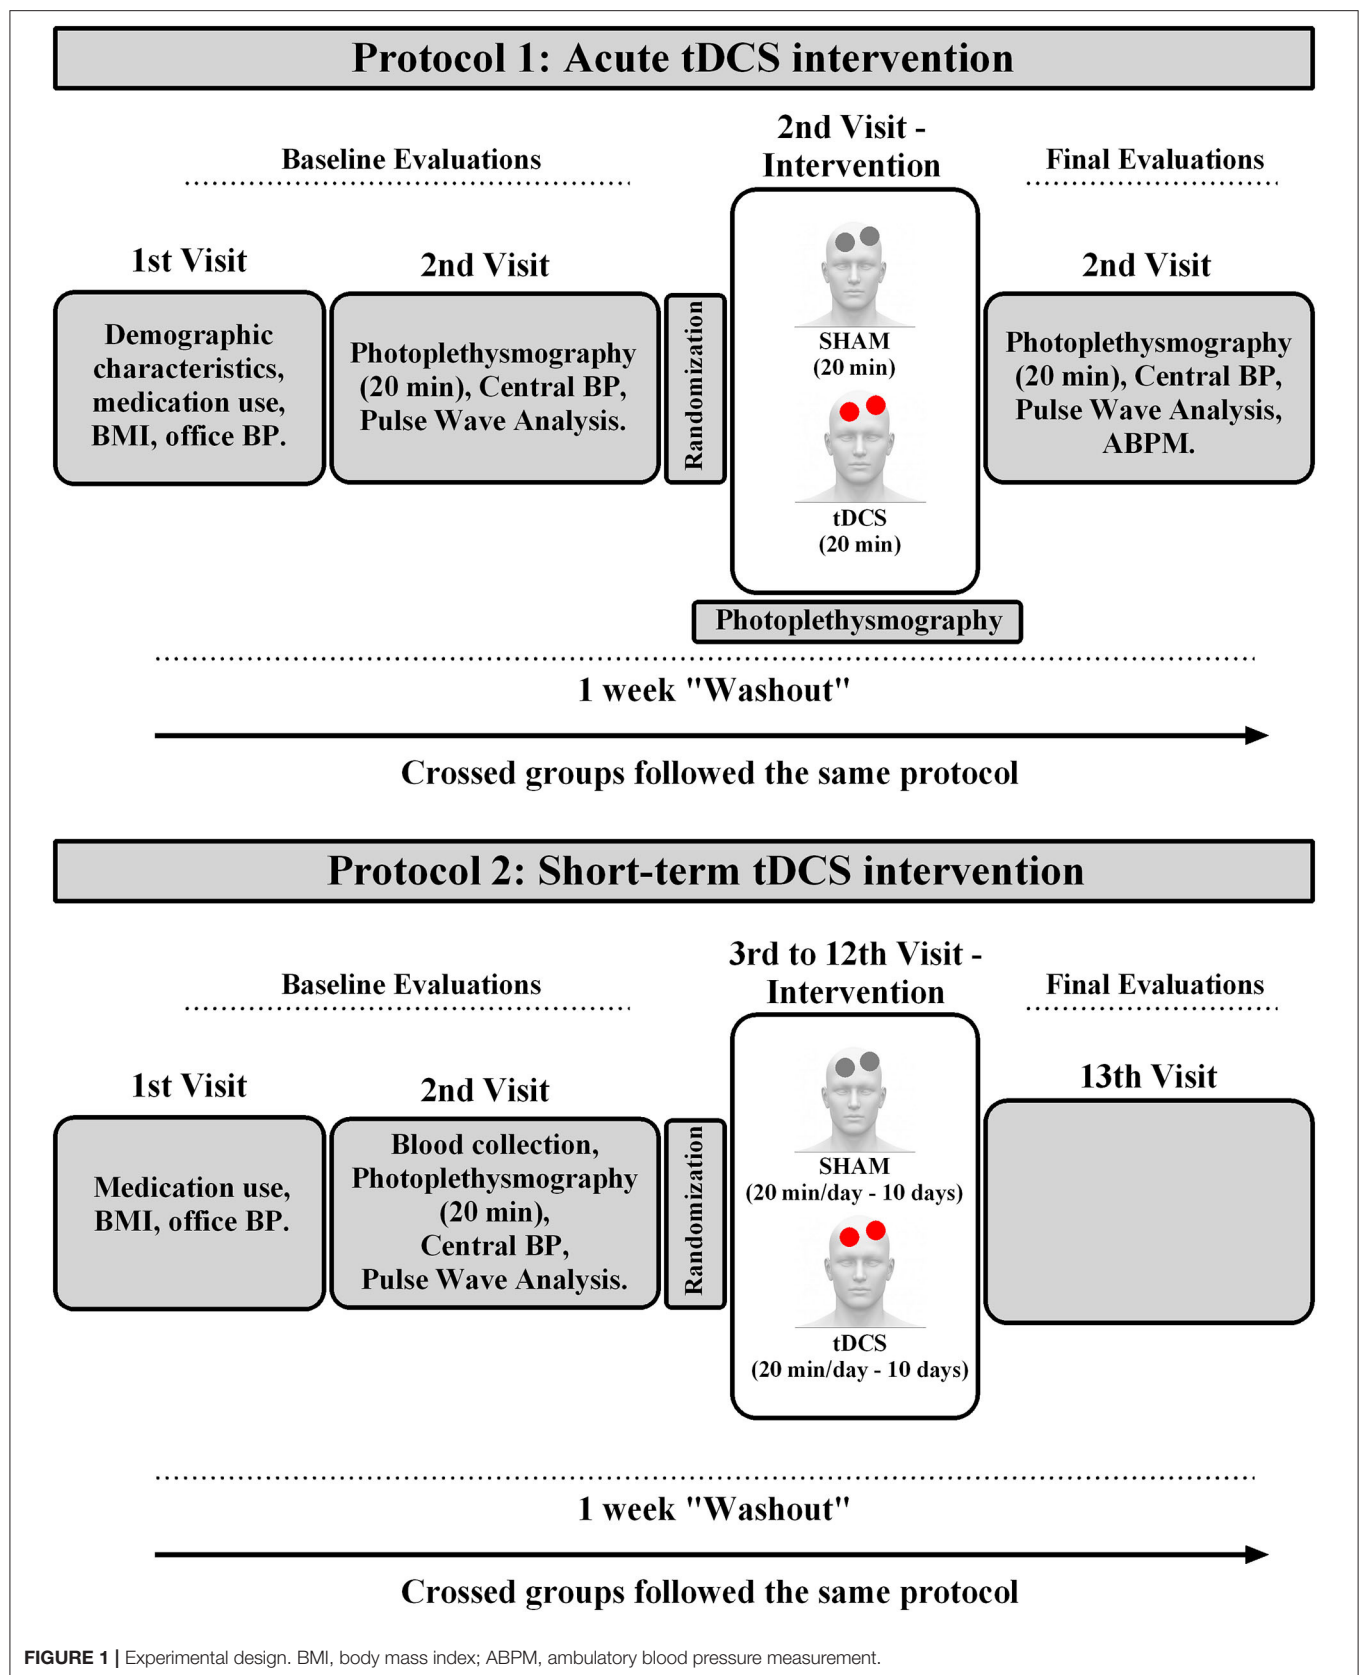 Protocol 1: Acute tDCS intervention
Baseline Evaluations
2nd Visit -
Intervention
Final Evaluations
1st Visit
Demographic
characteristics,
medication use,
BMI, office BP.
2nd Visit
Photoplethysmography
(20 min), Central BP,
Pulse Wave Analysis.
Randomization
SHAM
(20 min)
tDCS
(20 min)
Photoplethysmography
2nd Visit
Photoplethysmography
(20 min), Central BP,
Pulse Wave Analysis,
ABPM.
1 week "Washout"
Crossed groups followed the same protocol
Protocol 2: Short-term tDCS intervention
Baseline Evaluations
3rd to 12th Visit -
Intervention
Final Evaluations
1st Visit
Medication use,
BMI, office BP.
2nd Visit
Blood collection,
Photoplethysmography
(20 min),
Central BP,
Pulse Wave Analysis.
Randomization
SHAM
(20 min/day - 10 days)
tDCS
(20 min/day - 10 days)
13th Visit
1 week "Washout"
Crossed groups followed the same protocol
FIGURE 1 | Experimental design. BMI, body mass index; ABPM, ambulatory blood pressure measurement.